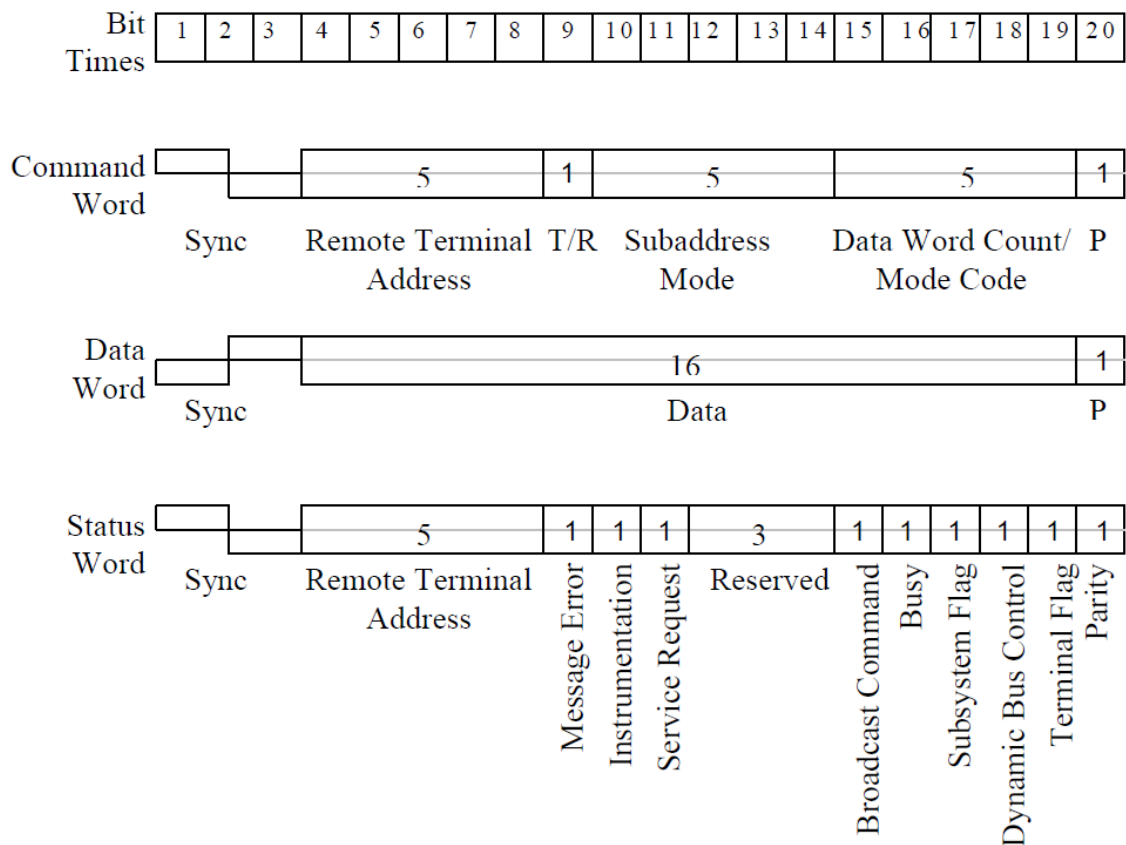 Bit
Times
1 2 3 4 5 6 7 8 9 10 11 12 13 14 15 16 17 18 19 20
Command
Word
5 1 5 5 1
Sync
Remote Terminal
Address
T/R
Subaddress
Mode
Data Word Count/
Mode Code
P
Data
Word
16 1
Sync
Data
P
Status
Word
5 1 1 1 3 1 1 1 1 1 1
Sync
Remote Terminal
Address
Message Error
Instrumentation
Service Request
Reserved
Broadcast Command
Busy
Subsystem Flag
Dynamic Bus Control
Terminal Flag
Parity